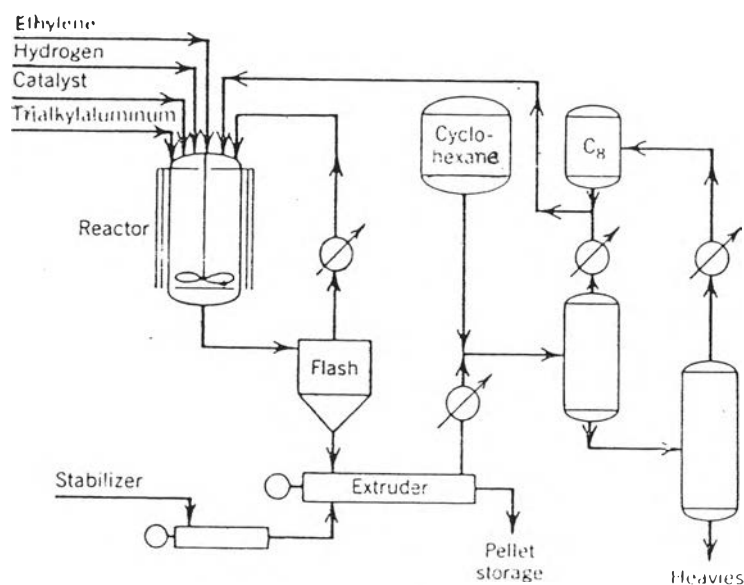 Ethylene
Hydrogen
Catalyst
Trialkylaluminum
Reactor
Cyclo-
hexane
C₈
Flash
Stabilizer
Extruder
Pellet
storage
Heavies